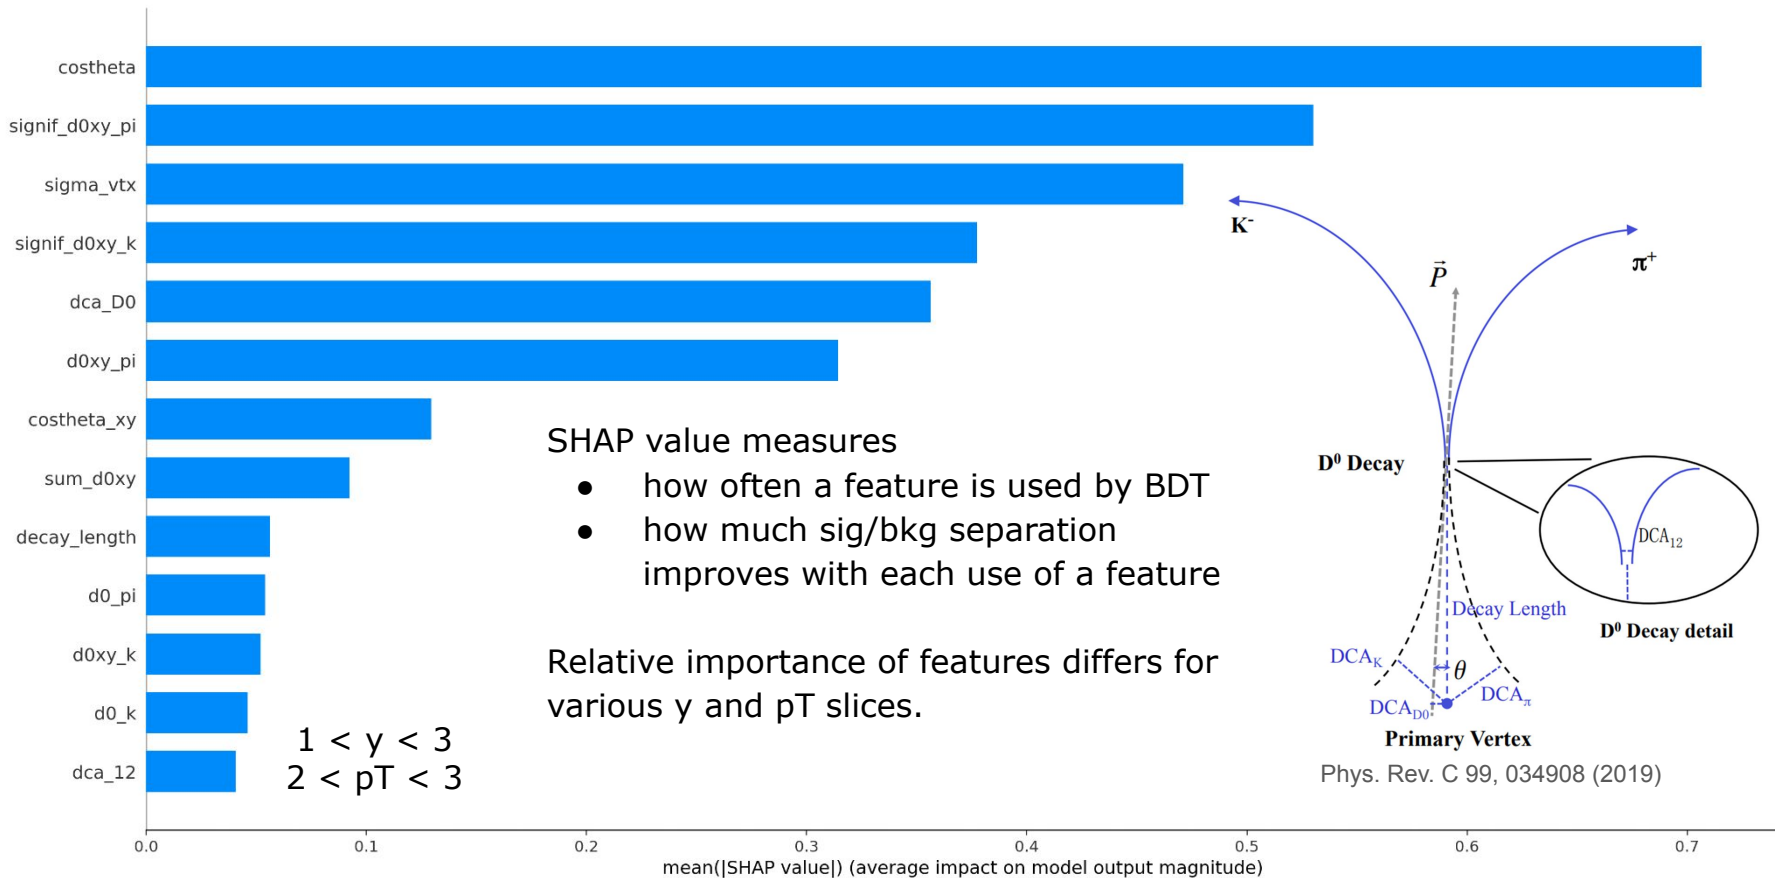 costheta
signif_d0xy_pi
sigma_vtx
signif_d0xy_k
dca_D0
d0xy_pi
costheta_xy
sum_d0xy
decay_length
d0_pi
d0xy_k
d0_k
dca_12
1 < y < 3
2 < pT < 3
SHAP value measures
● how often a feature is used by BDT
● how much sig/bkg separation
improves with each use of a feature
Relative importance of features differs for
various y and pT slices.
K⁻
π⁺
P⃗
D⁰ Decay
DCA₁₂
Decay Length
D⁰ Decay detail
DCA_K
θ
DCA_π
DCA_D0
Primary Vertex
Phys. Rev. C 99, 034908 (2019)
0.0 0.1 0.2 0.3 0.4 0.5 0.6 0.7
mean(|SHAP value|) (average impact on model output magnitude)